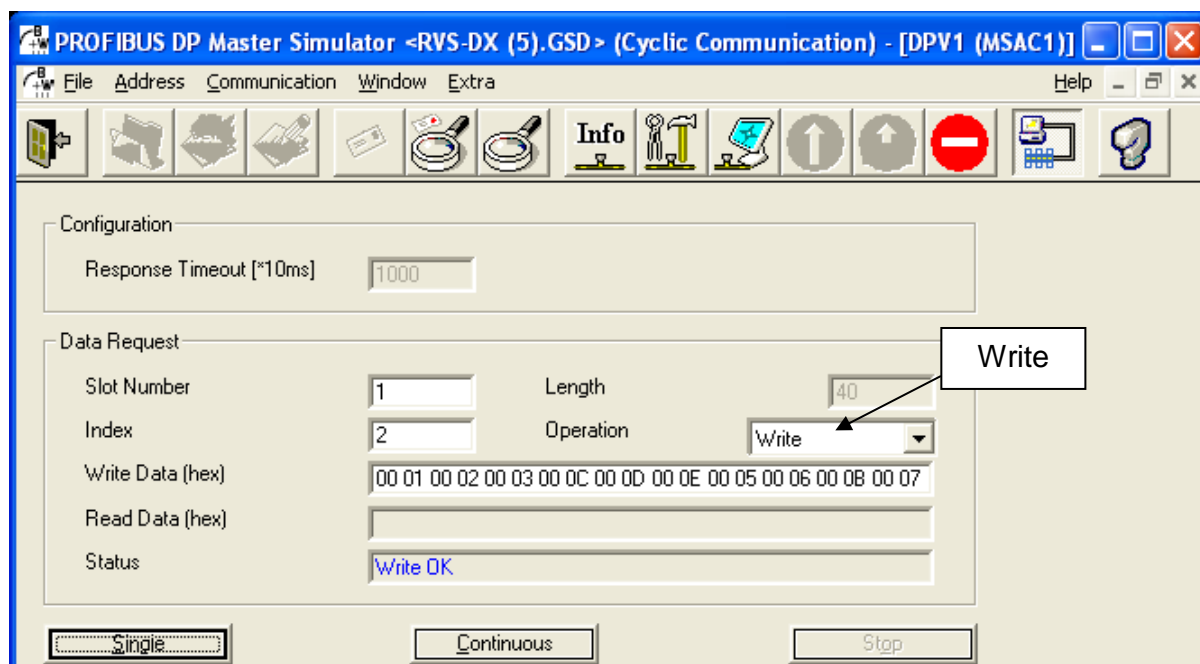 PROFIBUS DP Master Simulator <RVS-DX (5).GSD> (Cyclic Communication) - [DPV1 (MSAC1)]
File Address Communication Window Extra Help
Info
Configuration
Response Timeout [*10ms] 1000
Data Request
Write
Slot Number 1 Length 40
Index 2 Operation Write
Write Data (hex) 00 01 00 02 00 03 00 0C 00 0D 00 0E 00 05 00 06 00 0B 00 07
Read Data (hex)
Status Write OK
Single Continuous Stop